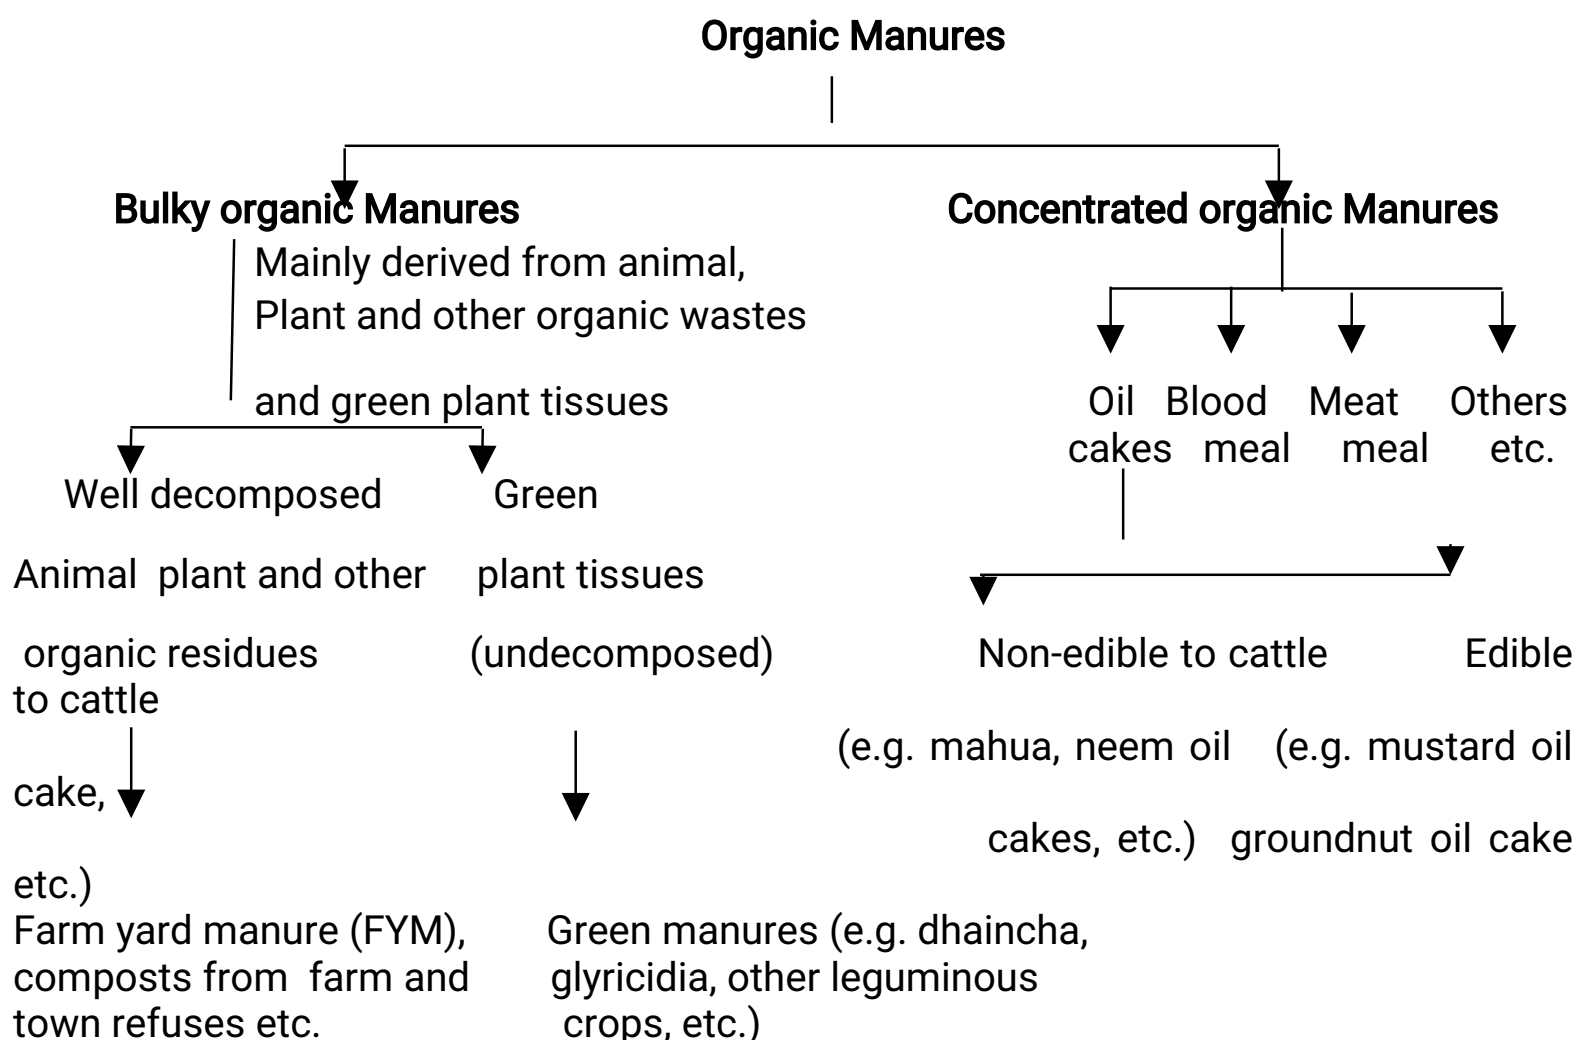 Organic Manures
Bulky organic Manures Concentrated organic Manures
Mainly derived from animal,
Plant and other organic wastes
and green plant tissues Oil Blood Meat Others
cakes meal meal etc.
Well decomposed Green
Animal plant and other plant tissues
organic residues (undecomposed) Non-edible to cattle Edible
to cattle
(e.g. mahua, neem oil (e.g. mustard oil
cake,
cakes, etc.) groundnut oil cake
etc.)
Farm yard manure (FYM), Green manures (e.g. dhaincha,
composts from farm and glyricidia, other leguminous
town refuses etc. crops, etc.)